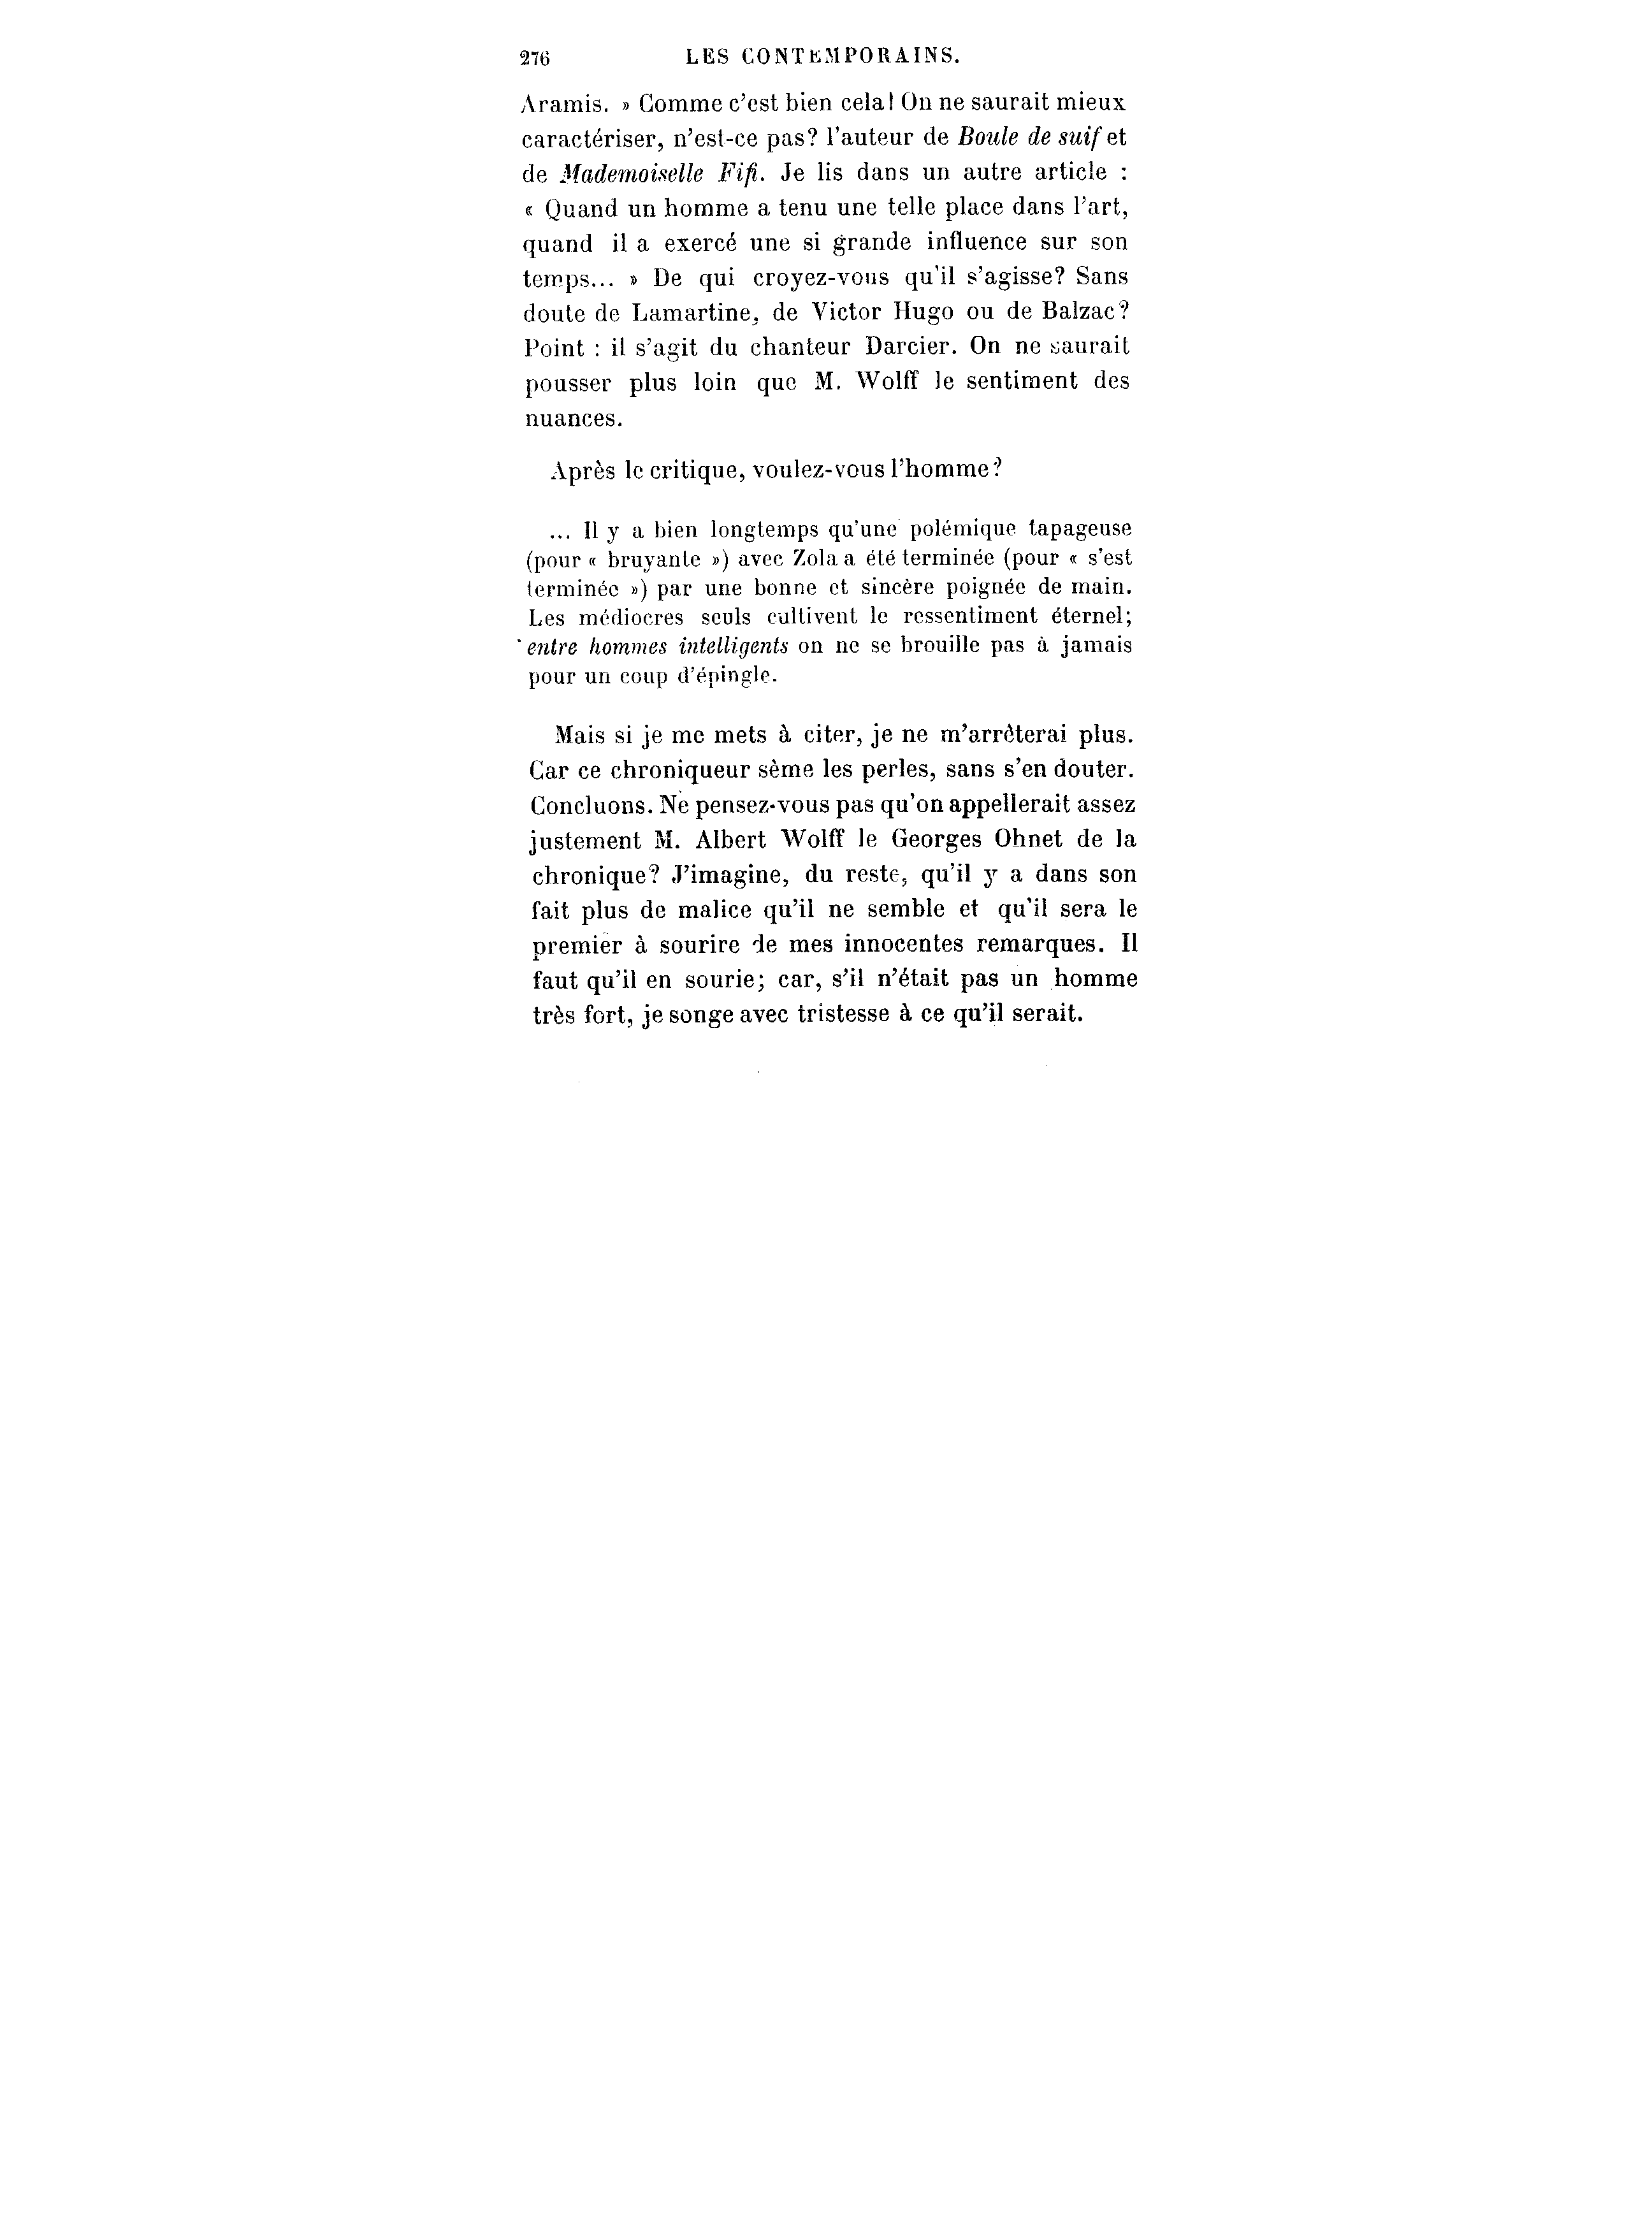 276 LES CONTEMPORAINS.
Aramis. » Comme c'est bien cela! On ne saurait mieux
caractériser, n'est-ce pas? l'auteur de Boule de suif et
de Mademoiselle Fifi. Je lis dans un autre article :
« Quand un homme a tenu une telle place dans l'art,
quand il a exercé une si grande influence sur son
temps... » De qui croyez-vous qu'il s'agisse? Sans
doute de Lamartine, de Victor Hugo ou de Balzac?
Point : il s'agit du chanteur Darcier. On ne saurait
pousser plus loin que M. Wolff le sentiment des
nuances.
Après le critique, voulez-vous l'homme?
... Il y a bien longtemps qu'une polémique tapageuse
(pour « bruyante ») avec Zola a été terminée (pour « s'est
terminée ») par une bonne et sincère poignée de main.
Les médiocres seuls cultivent le ressentiment éternel;
entre hommes intelligents on ne se brouille pas à jamais
pour un coup d'épingle.
Mais si je me mets à citer, je ne m'arrêterai plus.
Car ce chroniqueur sème les perles, sans s'en douter.
Concluons. Ne pensez-vous pas qu'on appellerait assez
justement M. Albert Wolff le Georges Ohnet de la
chronique? J'imagine, du reste, qu'il y a dans son
fait plus de malice qu'il ne semble et qu'il sera le
premier à sourire de mes innocentes remarques. Il
faut qu'il en sourie; car, s'il n'était pas un homme
très fort, je songe avec tristesse à ce qu'il serait.